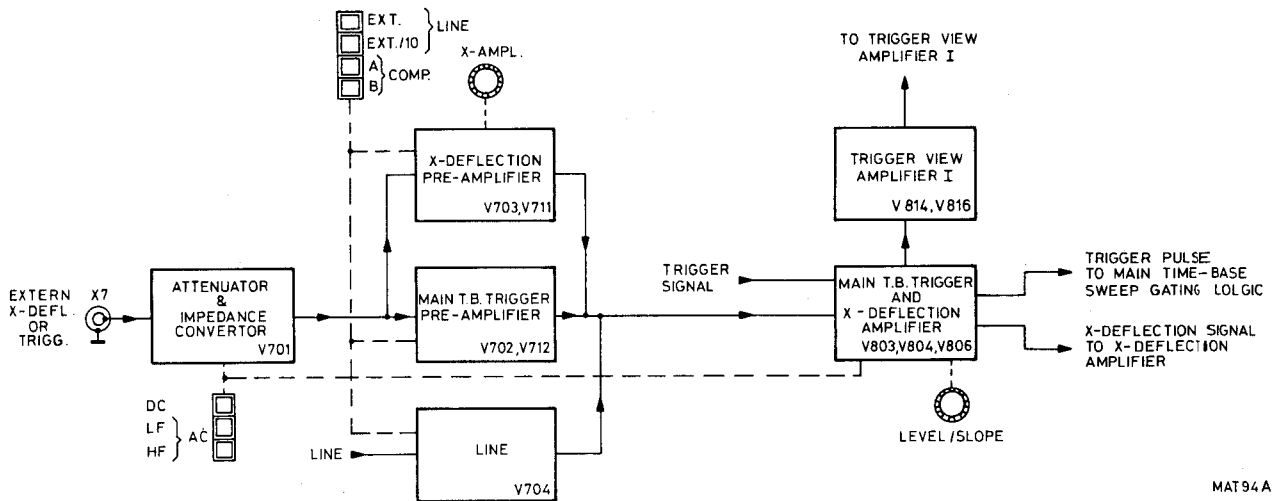 EXT.
EXT./10
LINE
A
B
COMP.
X-AMPL.
TO TRIGGER VIEW
AMPLIFIER I
X-DEFLECTION
PRE-AMPLIFIER
V703,V711
TRIGGER VIEW
AMPLIFIER I
V814,V816
EXTERN
X-DEFL.
OR
TRIGG.
X7
ATTENUATOR
&
IMPEDANCE
CONVERTOR
V701
MAIN T.B. TRIGGER
PRE-AMPLIFIER
V702,V712
TRIGGER
SIGNAL
MAIN T.B. TRIGGER
AND
X-DEFLECTION
AMPLIFIER
V803,V804,V806
TRIGGER PULSE
TO MAIN TIME-BASE
SWEEP GATING LOLGIC
X-DEFLECTION SIGNAL
TO X-DEFLECTION
AMPLIFIER
DC
LF
HF
AC
LINE
LINE
V704
LEVEL/SLOPE
MAT94A